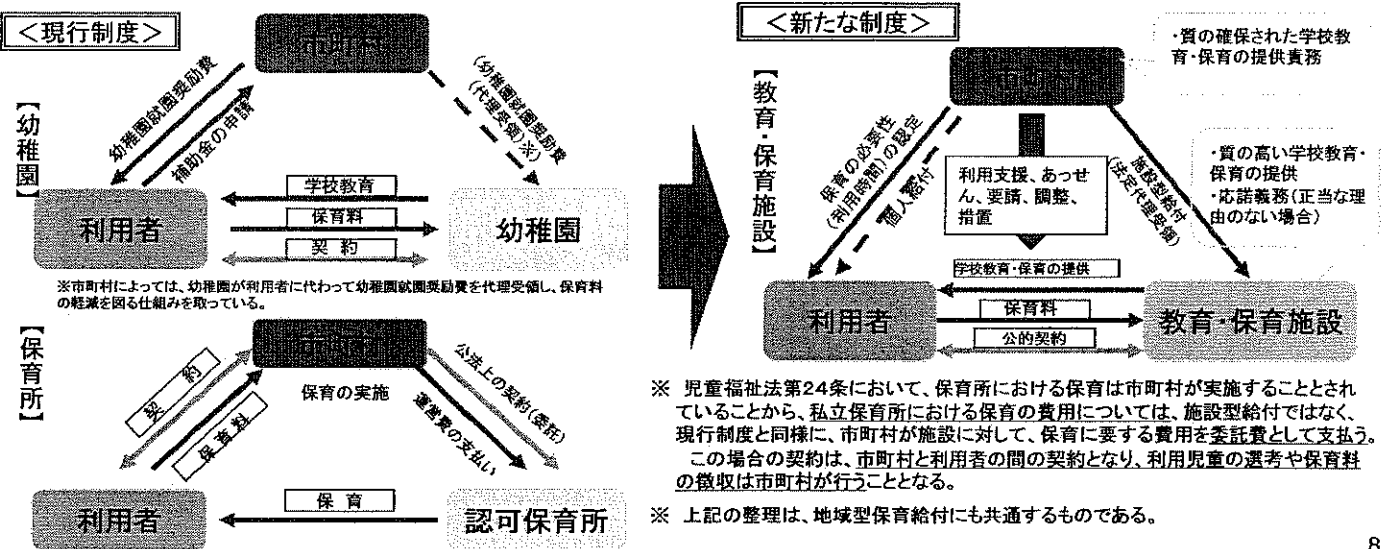 ＜現行制度＞
市町村
【幼稚園】
幼稚園就園奨励費
補助金の申請
(幼稚園就園奨励費
(代理受領)※)
学校教育
保育料
契約
利用者
幼稚園
※市町村によっては、幼稚園が利用者に代わって幼稚園就園奨励費を代理受領し、保育料
の軽減を図る仕組みを取っている。
【保育所】
市町村
保育の実施
契約
保育料
公法上の契約(委託)
運営費の支払い
保育
利用者
認可保育所
＜新たな制度＞
市町村
・質の確保された学校教
育・保育の提供責務
【教育・保育施設】
保育の必要性
(利用時間)の認定
個人給付
利用支援、あっせ
ん、要請、調整、
措置
施設型給付
(法定代理受領)
・質の高い学校教育・
保育の提供
・応諾義務(正当な理
由のない場合)
学校教育・保育の提供
保育料
公的契約
利用者
教育・保育施設
※ 児童福祉法第24条において、保育所における保育は市町村が実施することとされ
ていることから、私立保育所における保育の費用については、施設型給付ではなく、
現行制度と同様に、市町村が施設に対して、保育に要する費用を委託費として支払う。
この場合の契約は、市町村と利用者の間の契約となり、利用児童の選考や保育料
の徴収は市町村が行うこととなる。
※ 上記の整理は、地域型保育給付にも共通するものである。
8